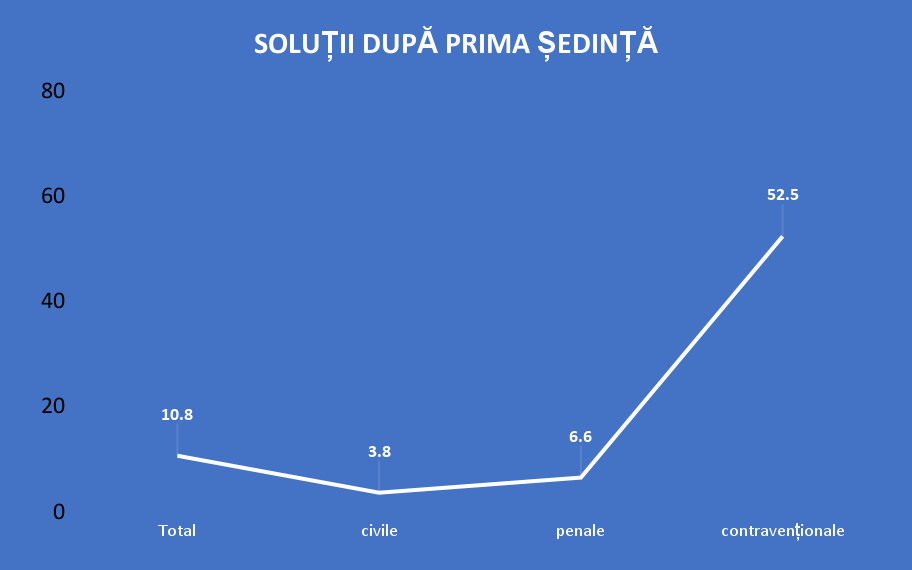 SOLUȚII DUPĂ PRIMA ȘEDINȚĂ
80
60
40
20
0
10.8
3.8
6.6
52.5
Total
civile
penale
contravenționale